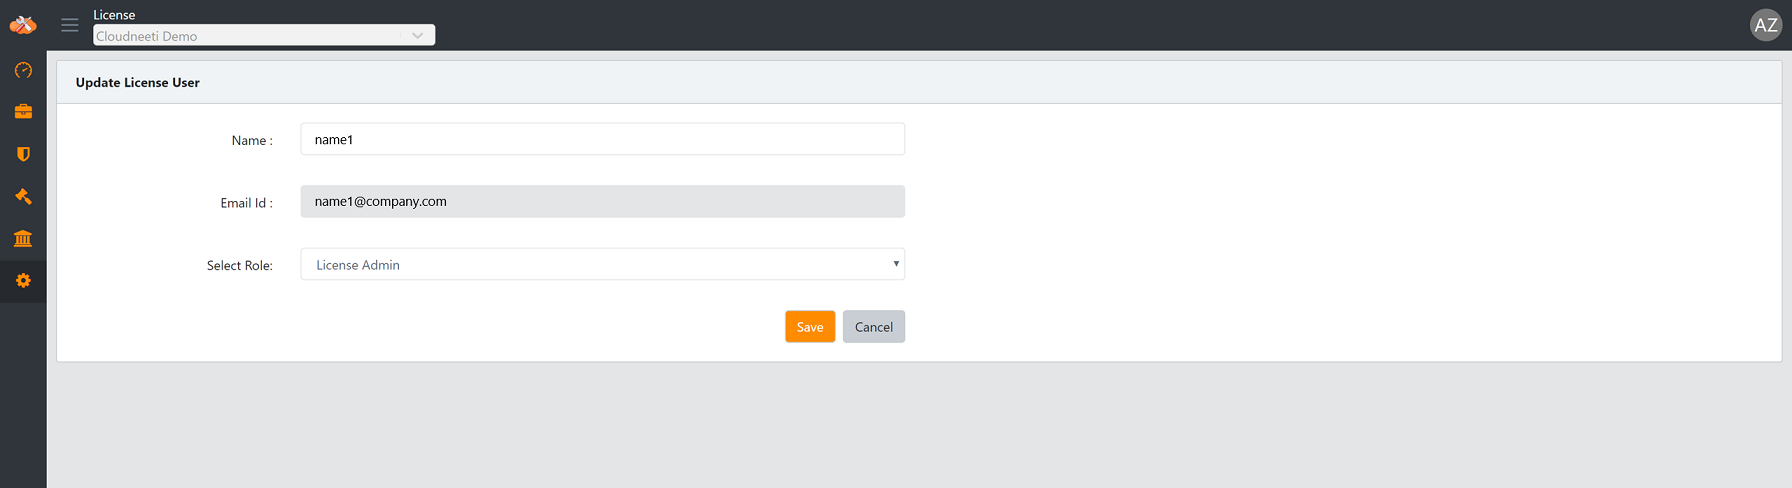 License
Cloudneeti Demo
AZ
Update License User
Name : name1
Email Id : name1@company.com
Select Role: License Admin
Save Cancel